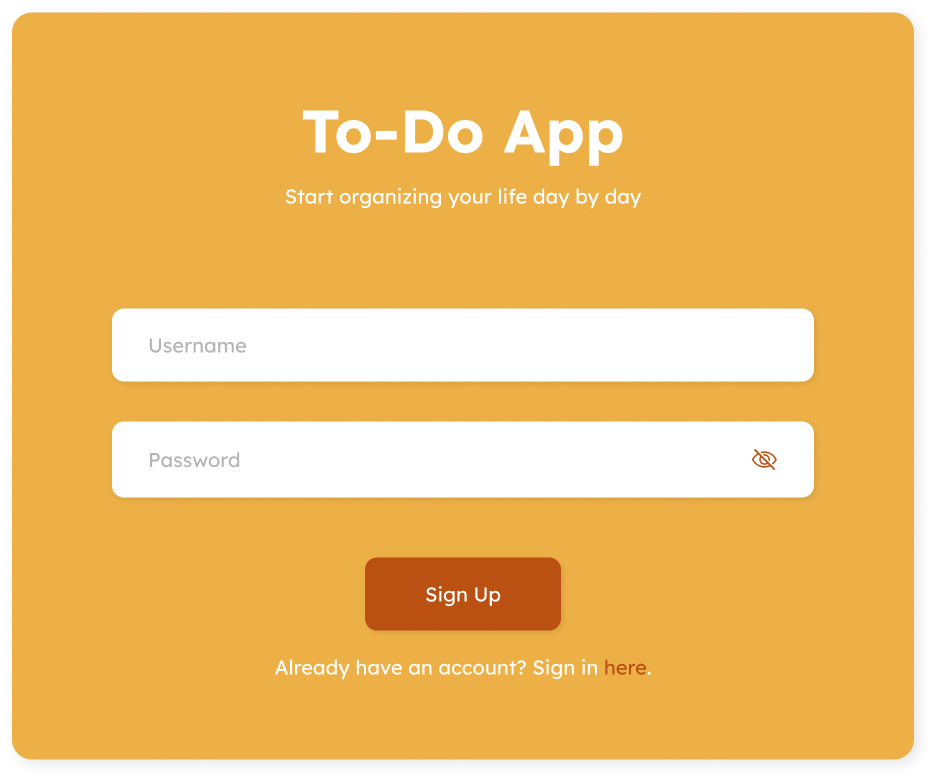 To-Do App
Start organizing your life day by day
Username
Password
Sign Up
Already have an account? Sign in here.